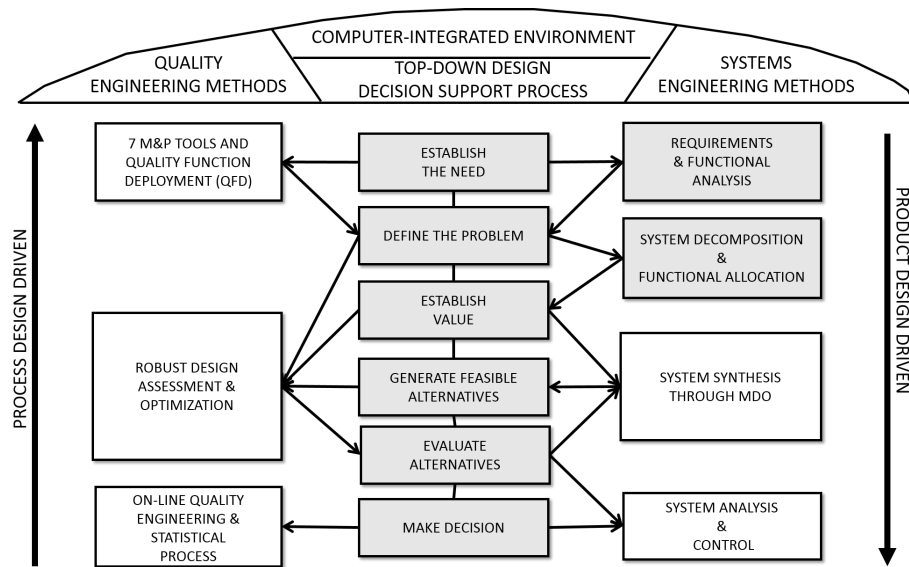 COMPUTER-INTEGRATED ENVIRONMENT
QUALITY
ENGINEERING METHODS
TOP-DOWN DESIGN
DECISION SUPPORT PROCESS
SYSTEMS
ENGINEERING METHODS
PROCESS DESIGN DRIVEN
7 M&P TOOLS AND
QUALITY FUNCTION
DEPLOYMENT (QFD)
ESTABLISH
THE NEED
REQUIREMENTS
& FUNCTIONAL
ANALYSIS
DEFINE THE PROBLEM
SYSTEM DECOMPOSITION
&
FUNCTIONAL ALLOCATION
ESTABLISH
VALUE
ROBUST DESIGN
ASSESSMENT &
OPTIMIZATION
GENERATE FEASIBLE
ALTERNATIVES
SYSTEM SYNTHESIS
THROUGH MDO
EVALUATE
ALTERNATIVES
ON-LINE QUALITY
ENGINEERING &
STATISTICAL
PROCESS
MAKE DECISION
SYSTEM ANALYSIS
&
CONTROL
PRODUCT DESIGN DRIVEN